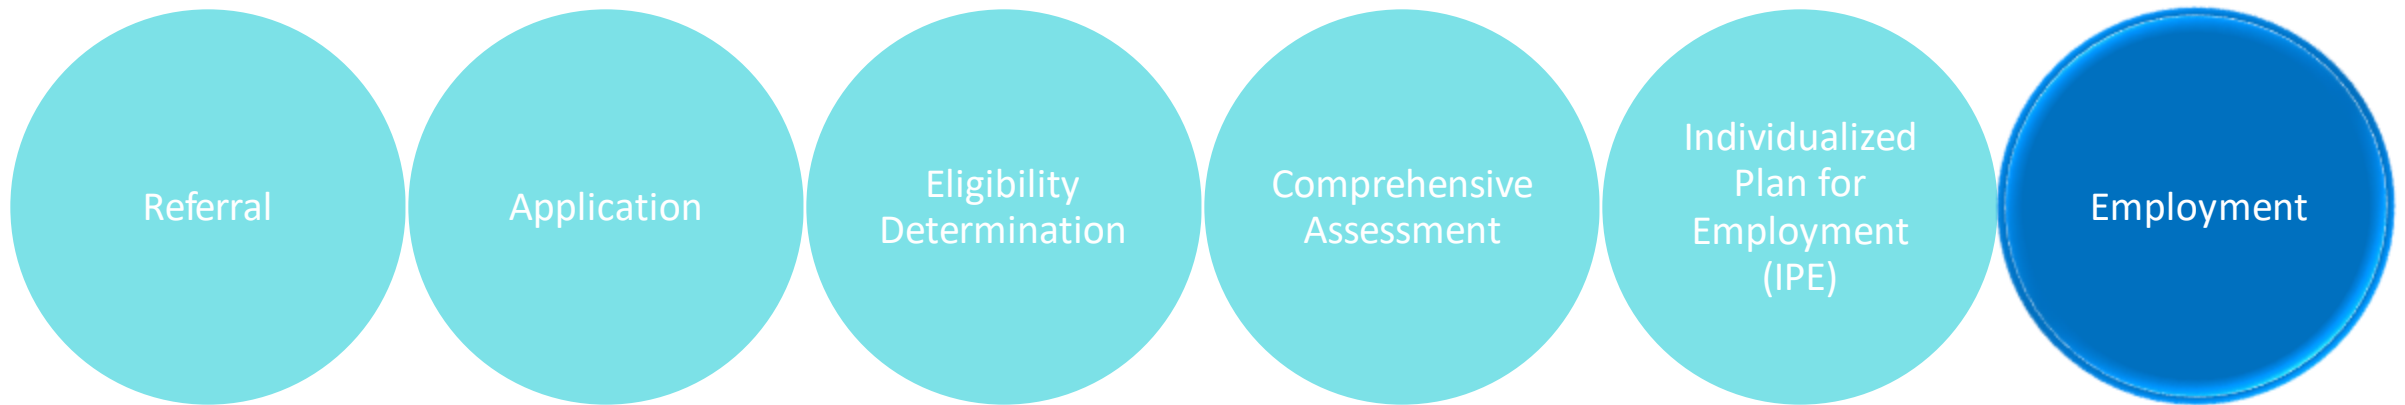 Referral
Application
Eligibility
Determination
Comprehensive
Assessment
Individualized
Plan for
Employment
(IPE)
Employment